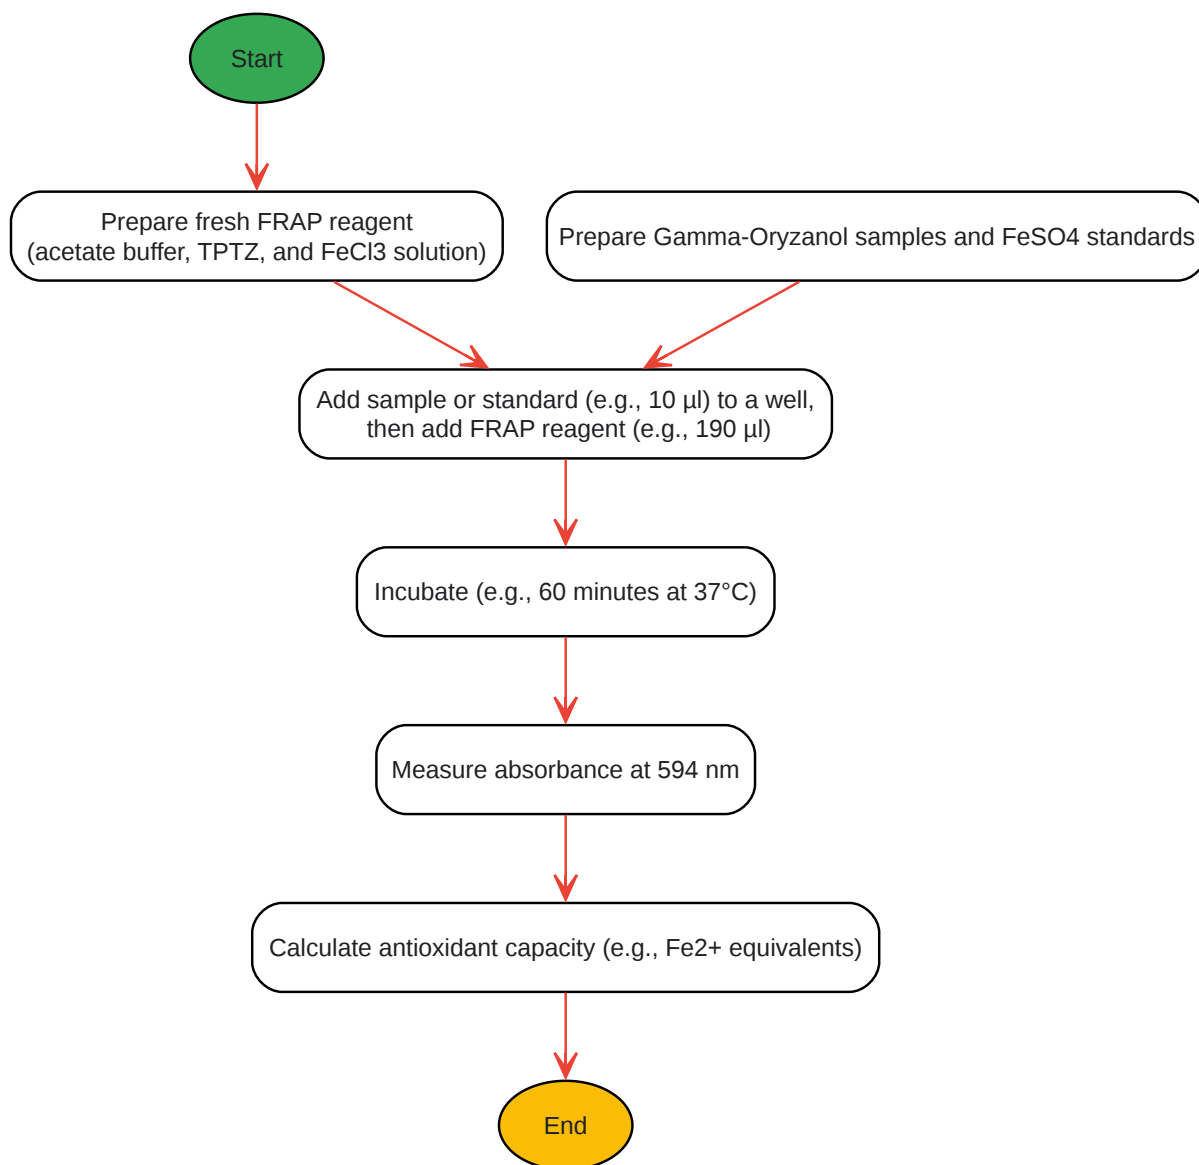 Start
Prepare fresh FRAP reagent
(acetate buffer, TPTZ, and FeCl3 solution)
Prepare Gamma-Oryzanol samples and FeSO4 standards
Add sample or standard (e.g., 10 µl) to a well,
then add FRAP reagent (e.g., 190 µl)
Incubate (e.g., 60 minutes at 37°C)
Measure absorbance at 594 nm
Calculate antioxidant capacity (e.g., Fe2+ equivalents)
End